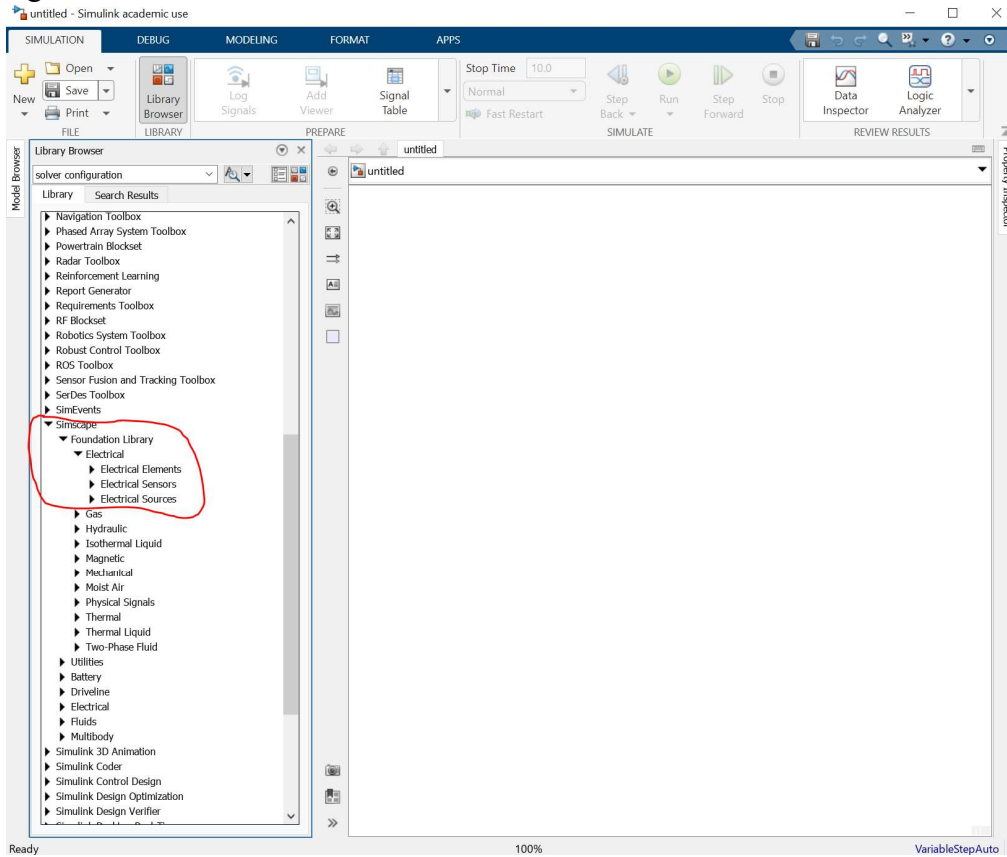 untitled - Simulink academic use
SIMULATION DEBUG MODELING FORMAT APPS
New
Open
Save
Print
FILE
Library Browser
LIBRARY
Log Signals
Add Viewer
Signal Table
PREPARE
Stop Time 10.0
Normal
Fast Restart
Step Back
Run
Step Forward
Stop
SIMULATE
Data Inspector
Logic Analyzer
REVIEW RESULTS
Model Browser
Library Browser
solver configuration
Library Search Results
Navigation Toolbox
Phased Array System Toolbox
Powertrain Blockset
Radar Toolbox
Reinforcement Learning
Report Generator
Requirements Toolbox
RF Blockset
Robotics System Toolbox
Robust Control Toolbox
ROS Toolbox
Sensor Fusion and Tracking Toolbox
SerDes Toolbox
SimEvents
Simscape
Foundation Library
Electrical
Electrical Elements
Electrical Sensors
Electrical Sources
Gas
Hydraulic
Isothermal Liquid
Magnetic
Mechanical
Moist Air
Physical Signals
Thermal
Thermal Liquid
Two-Phase Fluid
Utilities
Battery
Driveline
Electrical
Fluids
Multibody
Simulink 3D Animation
Simulink Coder
Simulink Control Design
Simulink Design Optimization
Simulink Design Verifier
untitled
untitled
Property Inspector
Ready 100% VariableStepAuto